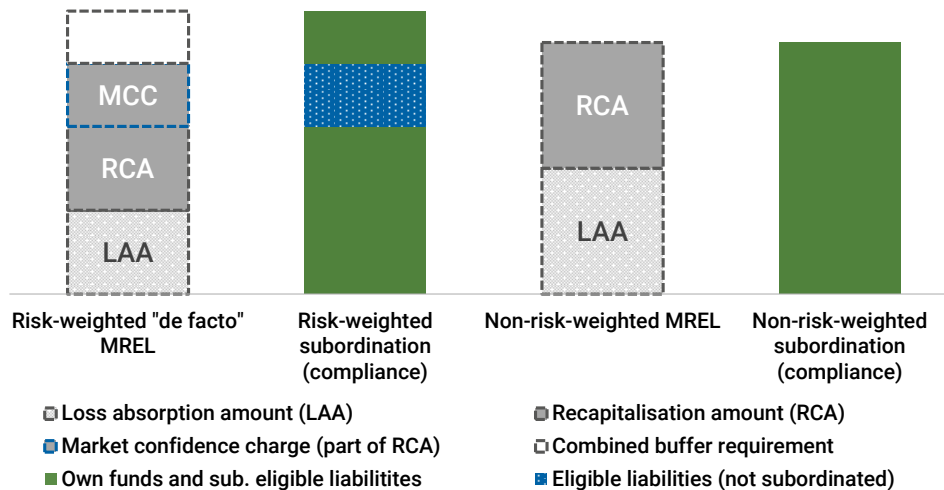 MCC
RCA
LAA
RCA
LAA
Risk-weighted "de facto"
MREL
Risk-weighted
subordination
(compliance)
Non-risk-weighted MREL
Non-risk-weighted
subordination
(compliance)
Loss absorption amount (LAA)
Recapitalisation amount (RCA)
Market confidence charge (part of RCA)
Combined buffer requirement
Own funds and sub. eligible liabilitites
Eligible liabilities (not subordinated)